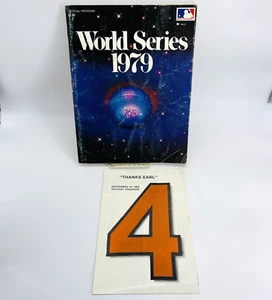 OFFICIAL PROGRAM
World Series
1979
"THANKS EARL"
SEPTEMBER 19, 1982
OFFICIAL PROGRAM
4